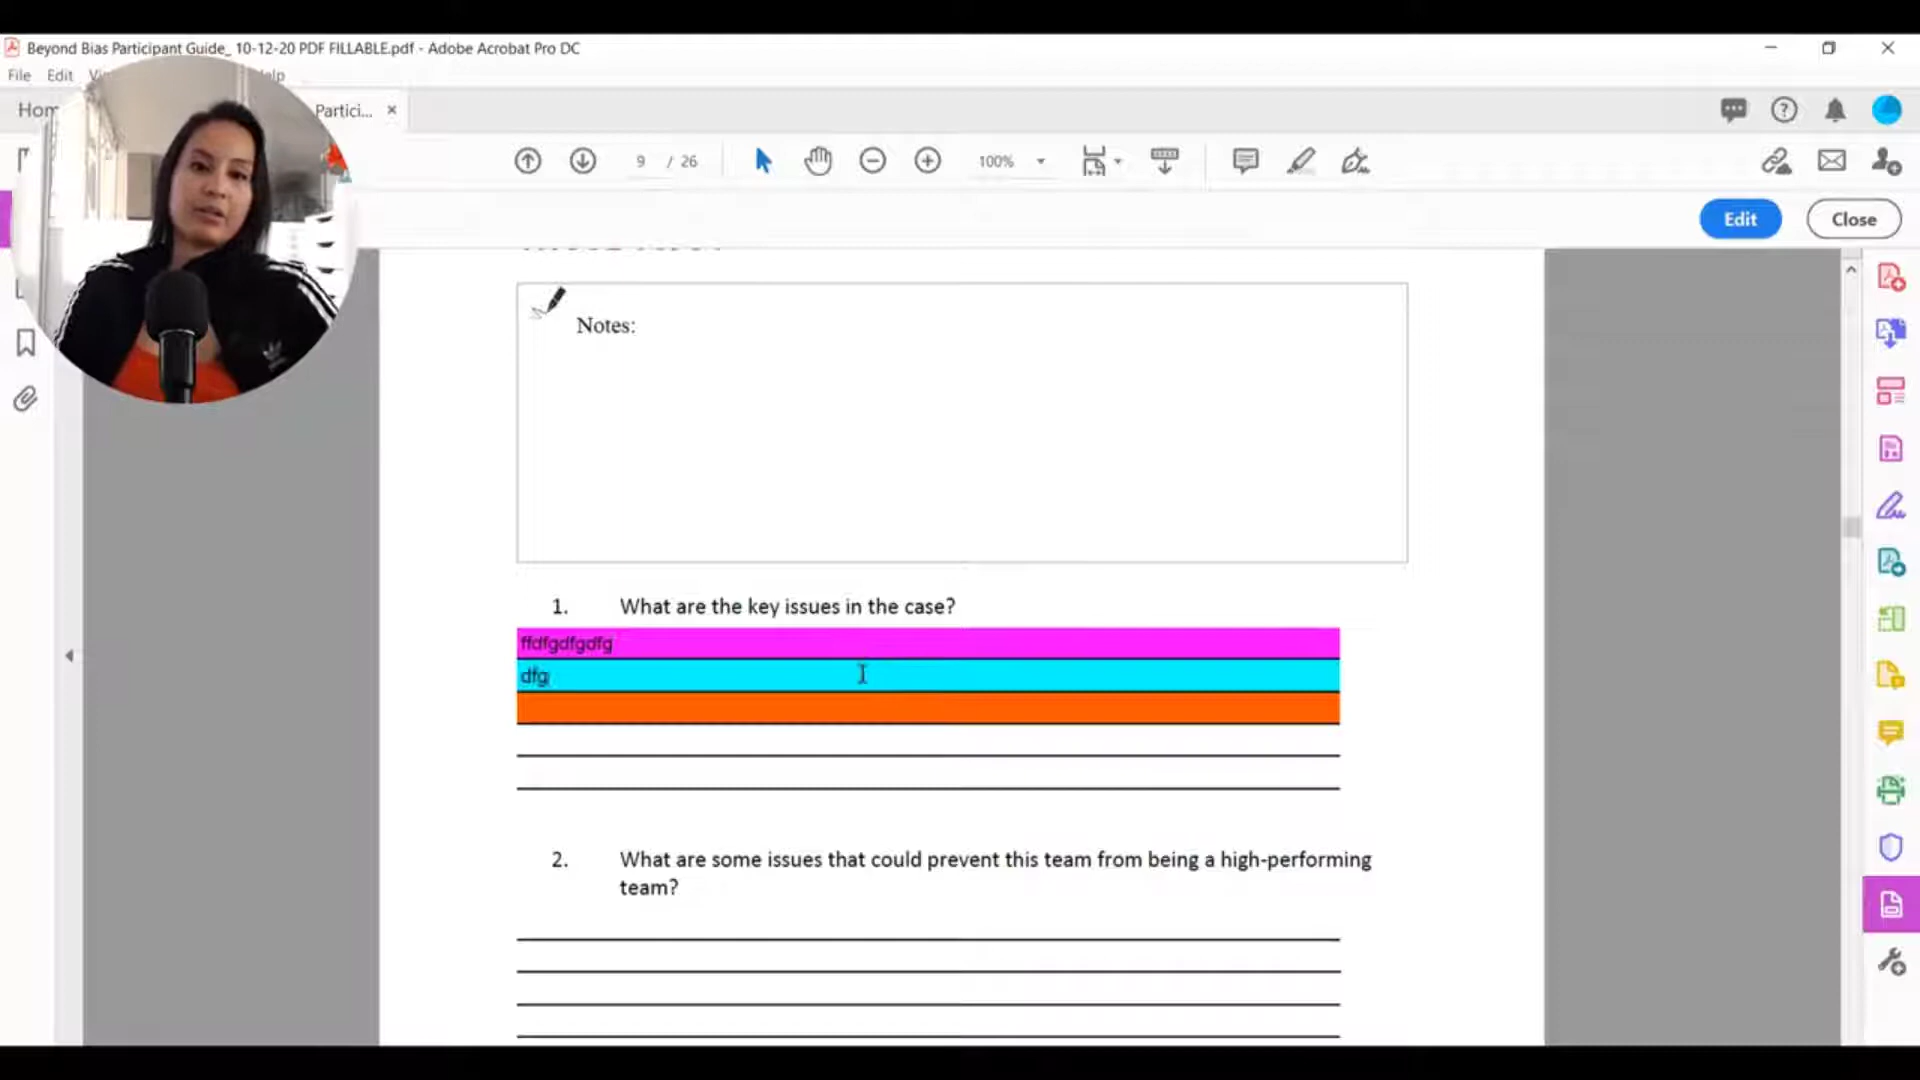 Beyond Bias Participant Guide_ 10-12-20 PDF FILLABLE.pdf - Adobe Acrobat Pro DC
File Edit
Partici... ×
9 / 26 100%
Edit Close
Notes:
1. What are the key issues in the case?
ffdfgdfgdfg
dfg
2. What are some issues that could prevent this team from being a high-performing
team?